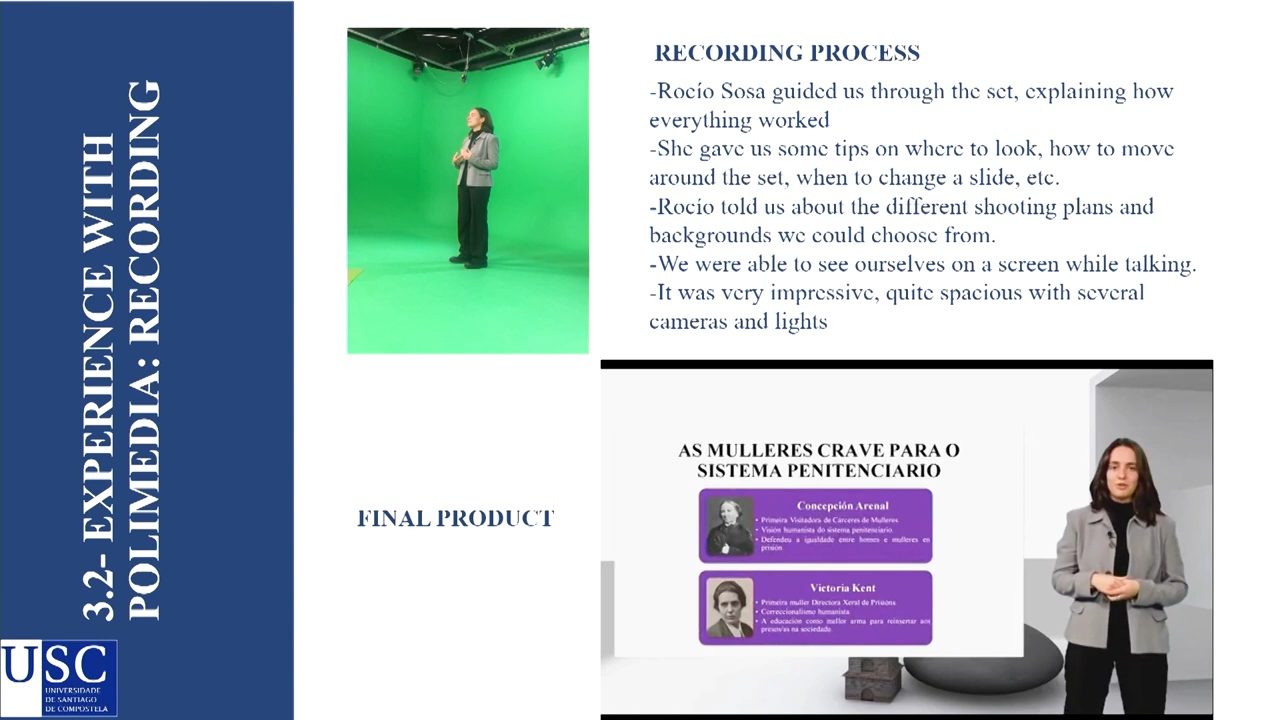 3.2- EXPERIENCE WITH
POLIMEDIA: RECORDING
RECORDING PROCESS
-Rocío Sosa guided us through the set, explaining how
everything worked
-She gave us some tips on where to look, how to move
around the set, when to change a slide, etc.
-Rocío told us about the different shooting plans and
backgrounds we could choose from.
-We were able to see ourselves on a screen while talking.
-It was very impressive, quite spacious with several
cameras and lights
FINAL PRODUCT
AS MULLERES CRAVE PARA O
SISTEMA PENITENCIARIO
Concepción Arenal
• Primeira Visitadora de Cárceres de Mulleres.
• Visión humanista do sistema penitenciario.
• Defendeu a igualdade entre homes e mulleres en
prisión.
Victoria Kent
• Primeira muller Directora Xeral de Prisións.
• Correccionalismo humanista
• A educación como mellor arma para reinsertar aos
presos/as na sociedade.
USC
UNIVERSIDADE
DE SANTIAGO
DE COMPOSTELA